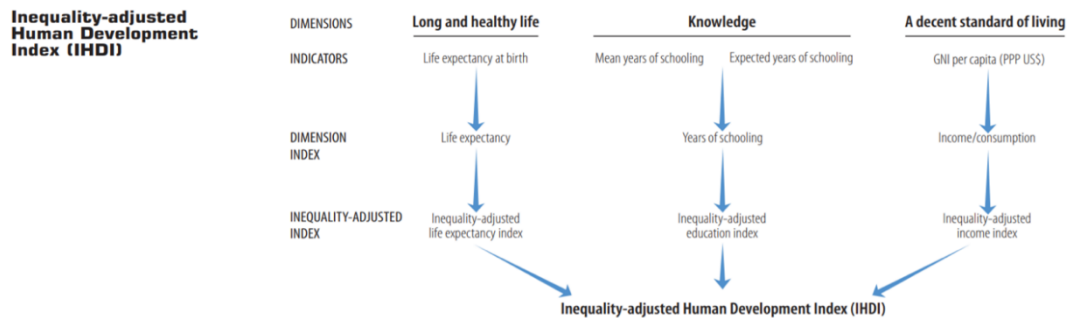 Inequality-adjusted
Human Development
Index (IHDI)
DIMENSIONS
Long and healthy life
Knowledge
A decent standard of living
INDICATORS
Life expectancy at birth
Mean years of schooling
Expected years of schooling
GNI per capita (PPP US$)
DIMENSION
INDEX
Life expectancy
Years of schooling
Income/consumption
INEQUALITY-ADJUSTED
INDEX
Inequality-adjusted
life expectancy index
Inequality-adjusted
education index
Inequality-adjusted
income index
Inequality-adjusted Human Development Index (IHDI)